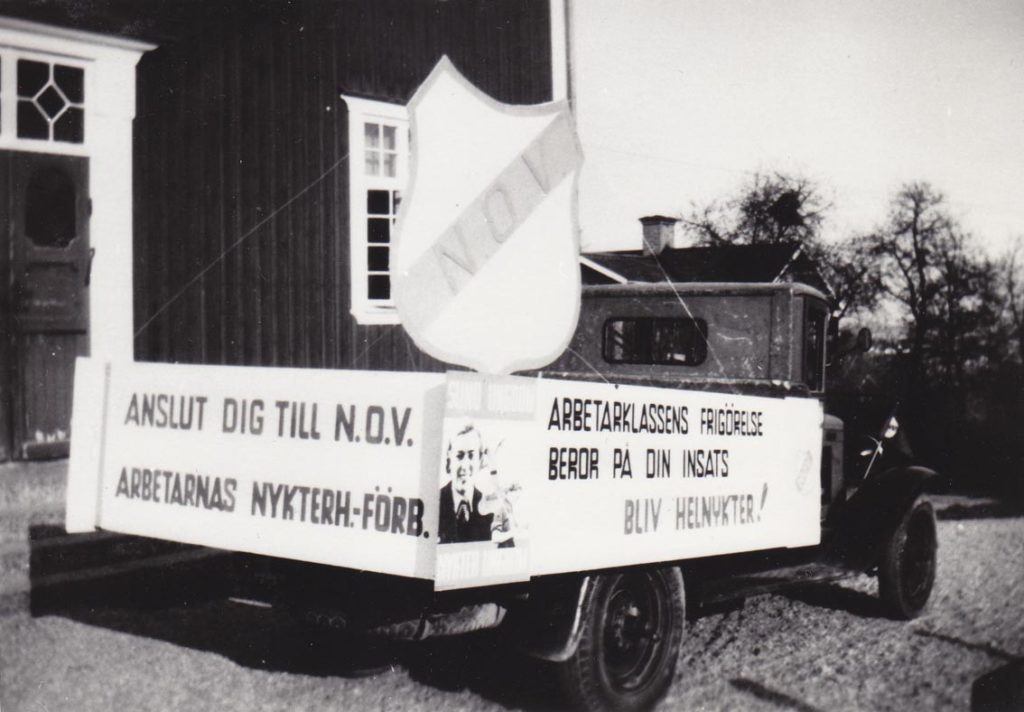 N.O.V.
ANSLUT DIG TILL N.O.V.
ARBETARNAS NYKTERH.-FÖRB.
ARBETARKLASSENS FRIGÖRELSE
BEROR PÅ DIN INSATS
BLIV HELNYKTER!